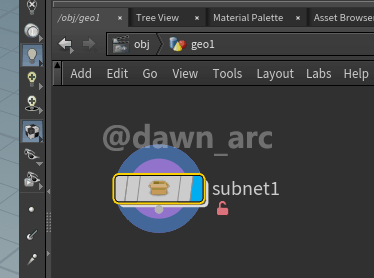 /obj/geo1 × Tree View × Material Palette × Asset Browser
obj geo1
Add Edit Go View Tools Layout Labs Help
@dawn_arc
subnet1